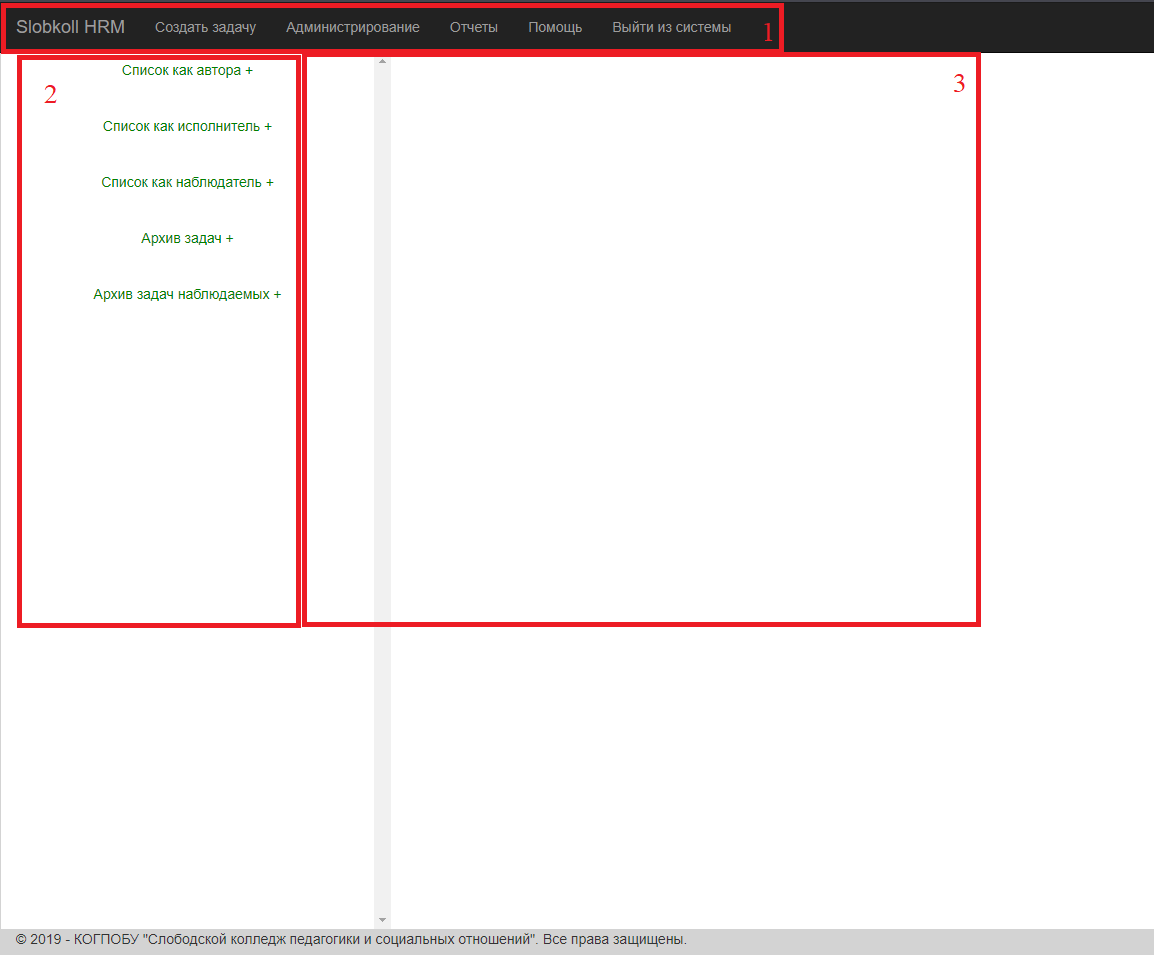 Slobkoll HRM Создать задачу Администрирование Отчеты Помощь Выйти из системы 1
2
3
Список как автора +
Список как исполнитель +
Список как наблюдатель +
Архив задач +
Архив задач наблюдаемых +
© 2019 - КОГПОБУ "Слободской колледж педагогики и социальных отношений". Все права защищены.